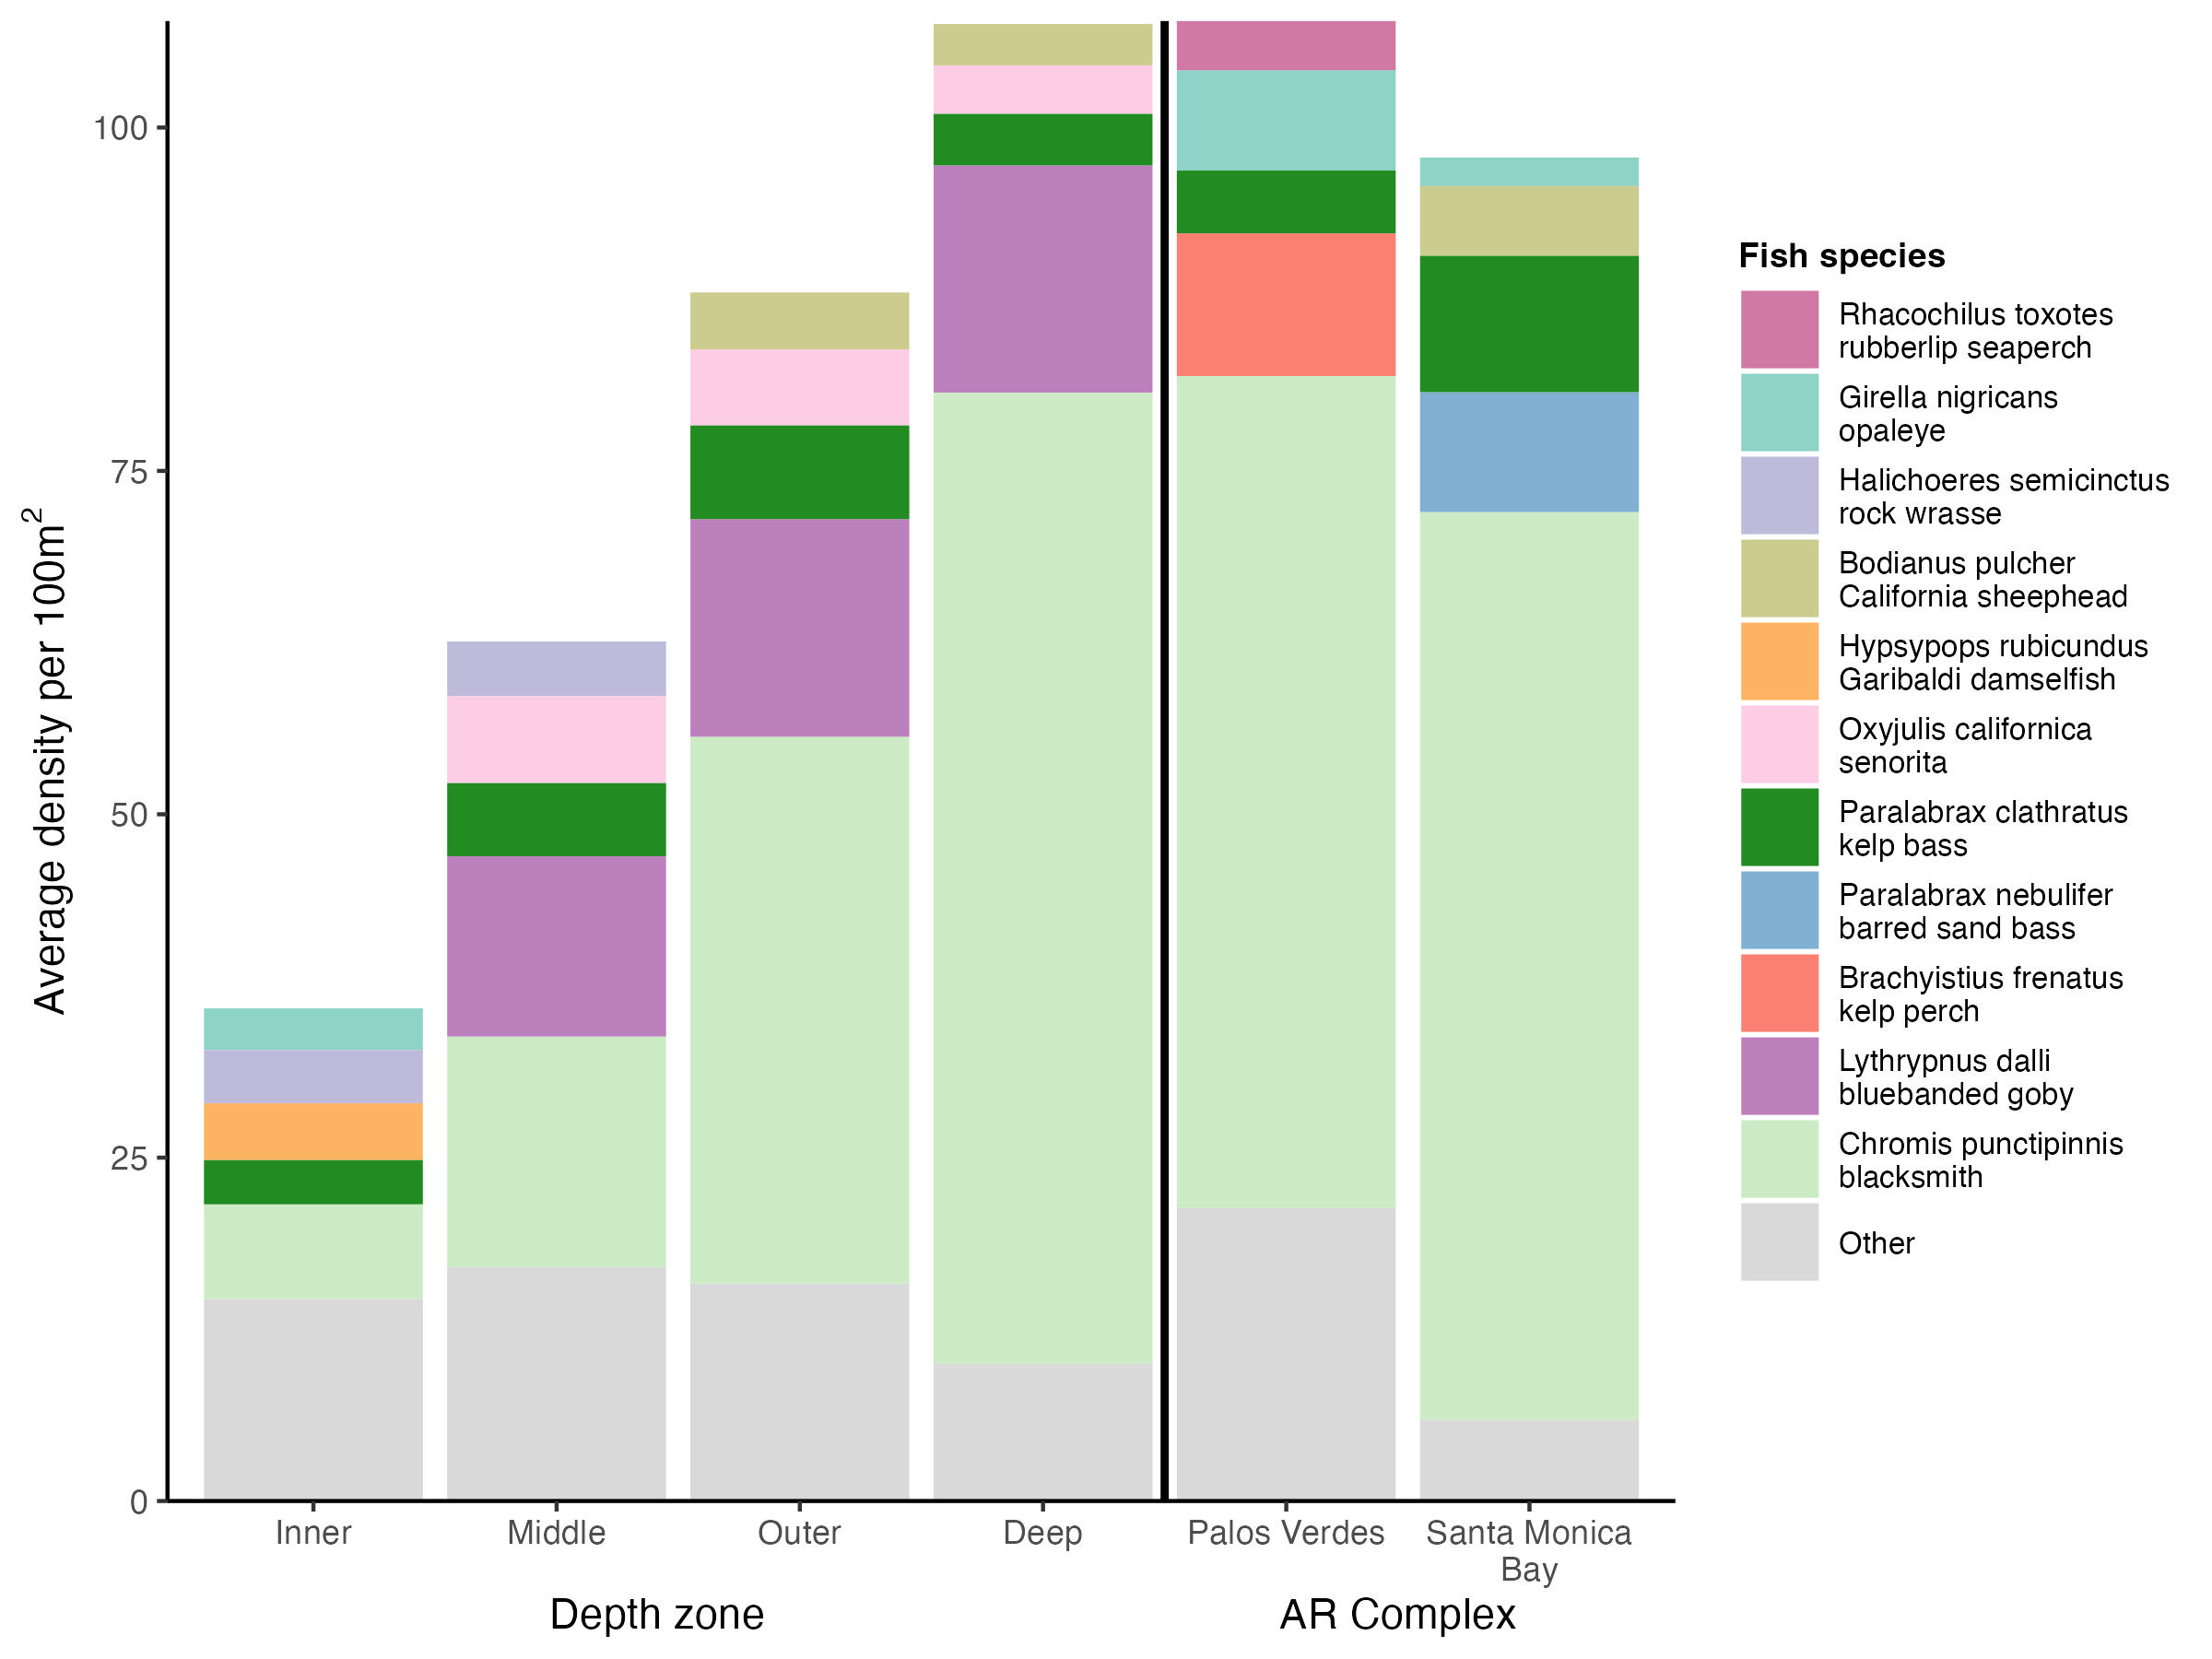 100
75
50
25
0
Average density per 100m²
Inner
Middle
Outer
Deep
Palos Verdes
Santa Monica
Bay
Depth zone
AR Complex
Fish species
Rhacochilus toxotes
rubberlip seaperch
Girella nigricans
opaleye
Halichoeres semicinctus
rock wrasse
Bodianus pulcher
California sheephead
Hypsypops rubicundus
Garibaldi damselfish
Oxyjulis californica
senorita
Paralabrax clathratus
kelp bass
Paralabrax nebulifer
barred sand bass
Brachyistius frenatus
kelp perch
Lythrypnus dalli
bluebanded goby
Chromis punctipinnis
blacksmith
Other